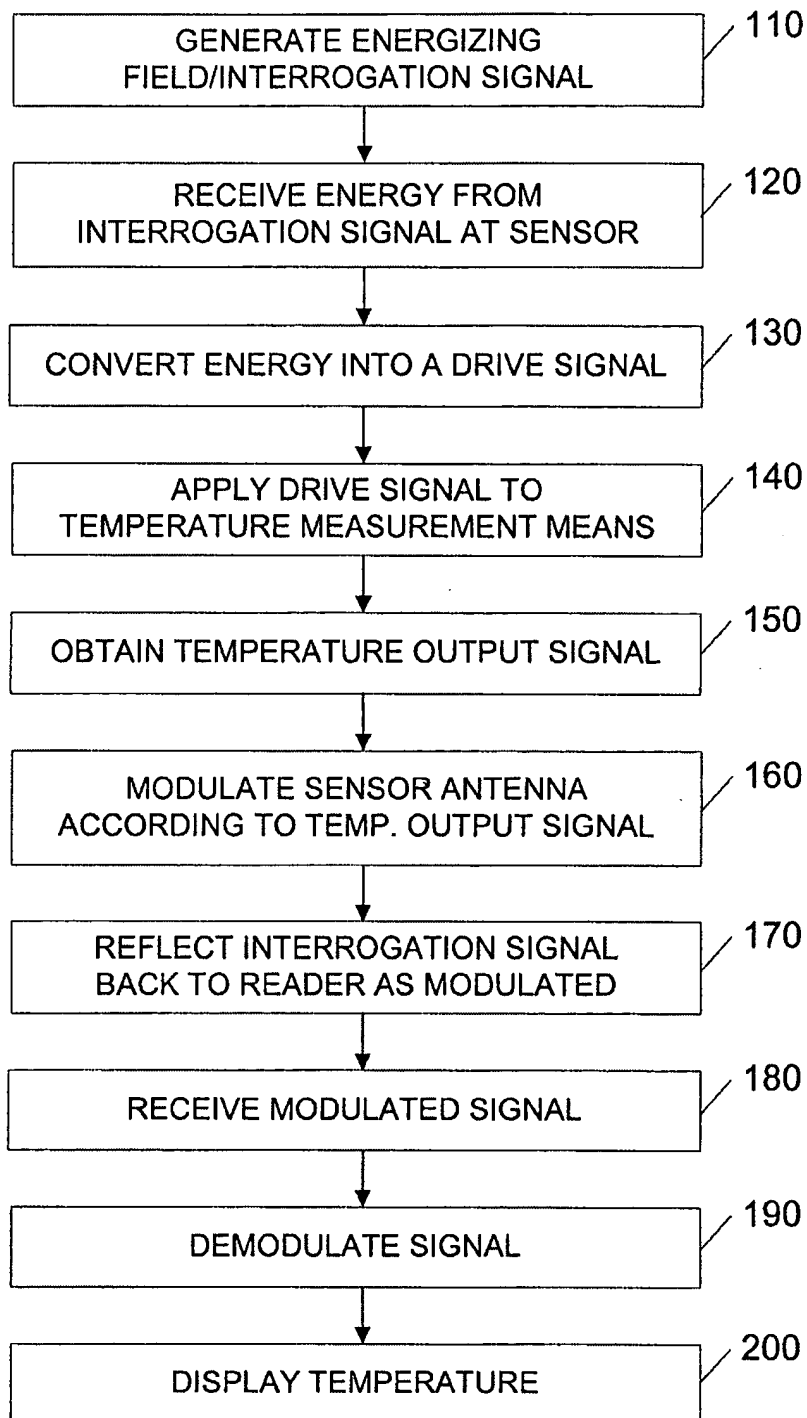 110
GENERATE ENERGIZING
FIELD/INTERROGATION SIGNAL
120
RECEIVE ENERGY FROM
INTERROGATION SIGNAL AT SENSOR
130
CONVERT ENERGY INTO A DRIVE SIGNAL
140
APPLY DRIVE SIGNAL TO
TEMPERATURE MEASUREMENT MEANS
150
OBTAIN TEMPERATURE OUTPUT SIGNAL
160
MODULATE SENSOR ANTENNA
ACCORDING TO TEMP. OUTPUT SIGNAL
170
REFLECT INTERROGATION SIGNAL
BACK TO READER AS MODULATED
180
RECEIVE MODULATED SIGNAL
190
DEMODULATE SIGNAL
200
DISPLAY TEMPERATURE